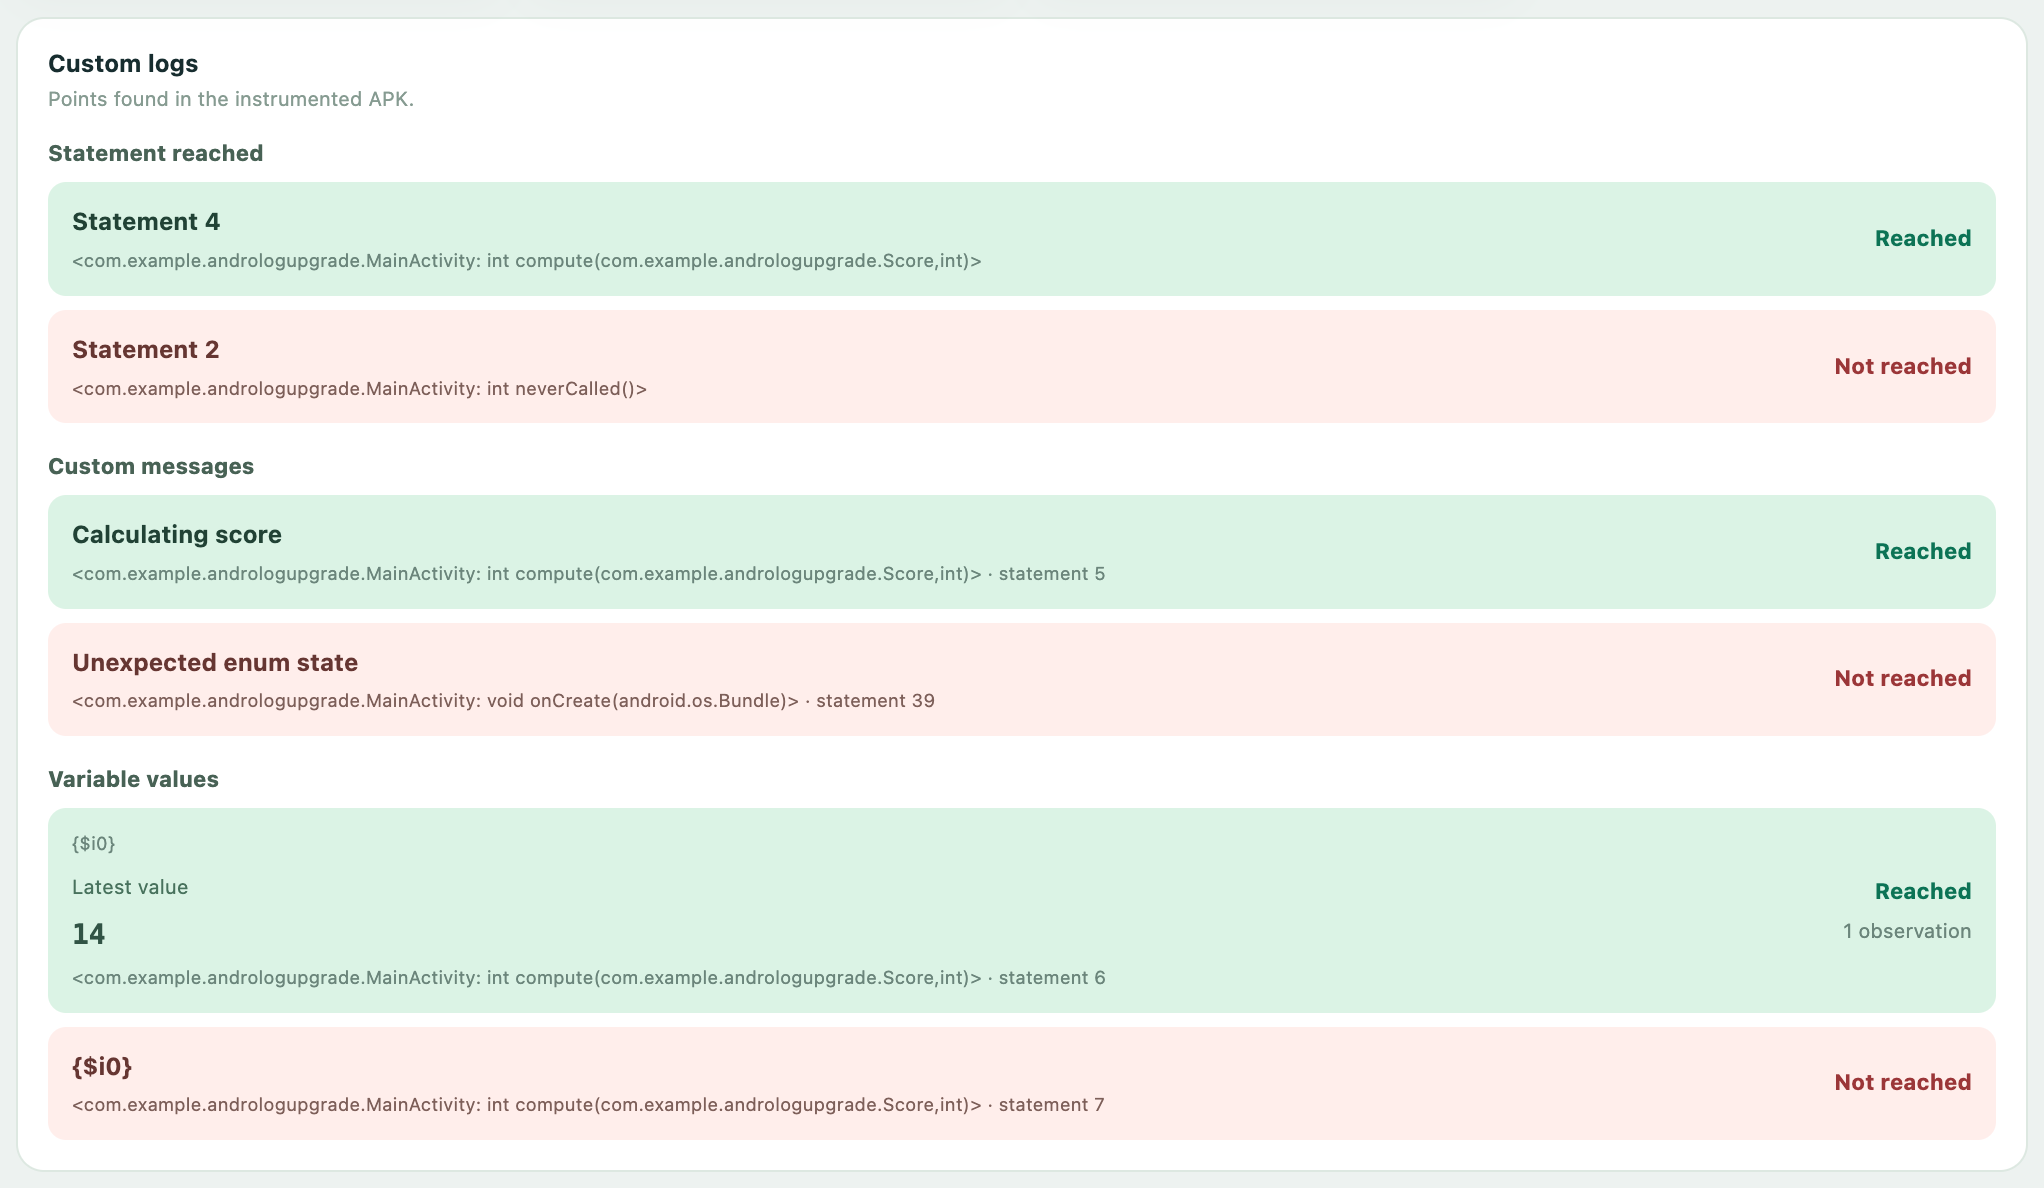 Custom logs
Points found in the instrumented APK.
Statement reached
Statement 4
Reached
<com.example.andrologupgrade.MainActivity: int compute(com.example.andrologupgrade.Score,int)>
Statement 2
Not reached
<com.example.andrologupgrade.MainActivity: int neverCalled()>
Custom messages
Calculating score
Reached
<com.example.andrologupgrade.MainActivity: int compute(com.example.andrologupgrade.Score,int)> · statement 5
Unexpected enum state
Not reached
<com.example.andrologupgrade.MainActivity: void onCreate(android.os.Bundle)> · statement 39
Variable values
{$i0}
Latest value
Reached
14
1 observation
<com.example.andrologupgrade.MainActivity: int compute(com.example.andrologupgrade.Score,int)> · statement 6
{$i0}
Not reached
<com.example.andrologupgrade.MainActivity: int compute(com.example.andrologupgrade.Score,int)> · statement 7